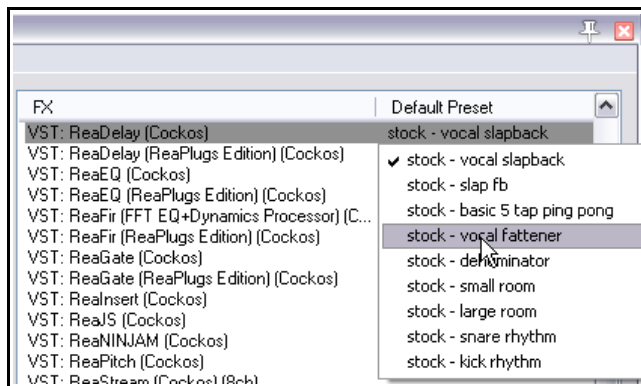 FX Default Preset
VST: ReaDelay (Cockos) stock - vocal slapback
VST: ReaDelay (ReaPlugs Edition)
VST: ReaEQ (Cockos)
VST: ReaEQ (ReaPlugs Edition)
VST: ReaFir (FFT EQ+Dynamics Processor) (C...
VST: ReaFir (ReaPlugs Edition)
VST: ReaGate (Cockos)
VST: ReaGate (ReaPlugs Edition)
VST: ReaInsert (Cockos)
VST: ReaJS (Cockos)
VST: ReaNINJAM (Cockos)
VST: ReaPitch (Cockos)
VST: ReaStream (Cockos) (8ch)
stock - vocal slapback
stock - slap fb
stock - basic 5 tap ping pong
stock - vocal fattener
stock - denominator
stock - small room
stock - large room
stock - snare rhythm
stock - kick rhythm